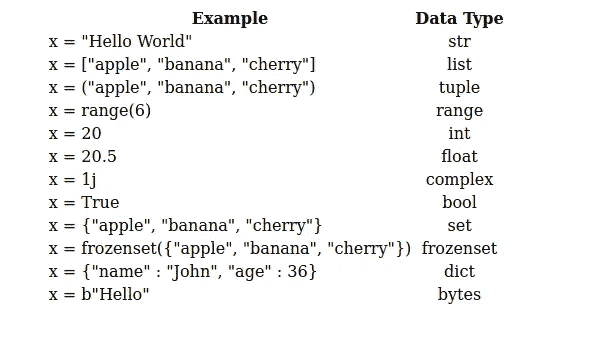 Example Data Type
x = "Hello World" str
x = ["apple", "banana", "cherry"] list
x = ("apple", "banana", "cherry") tuple
x = range(6) range
x = 20 int
x = 20.5 float
x = 1j complex
x = True bool
x = {"apple", "banana", "cherry"} set
x = frozenset({"apple", "banana", "cherry"}) frozenset
x = {"name" : "John", "age" : 36} dict
x = b"Hello" bytes